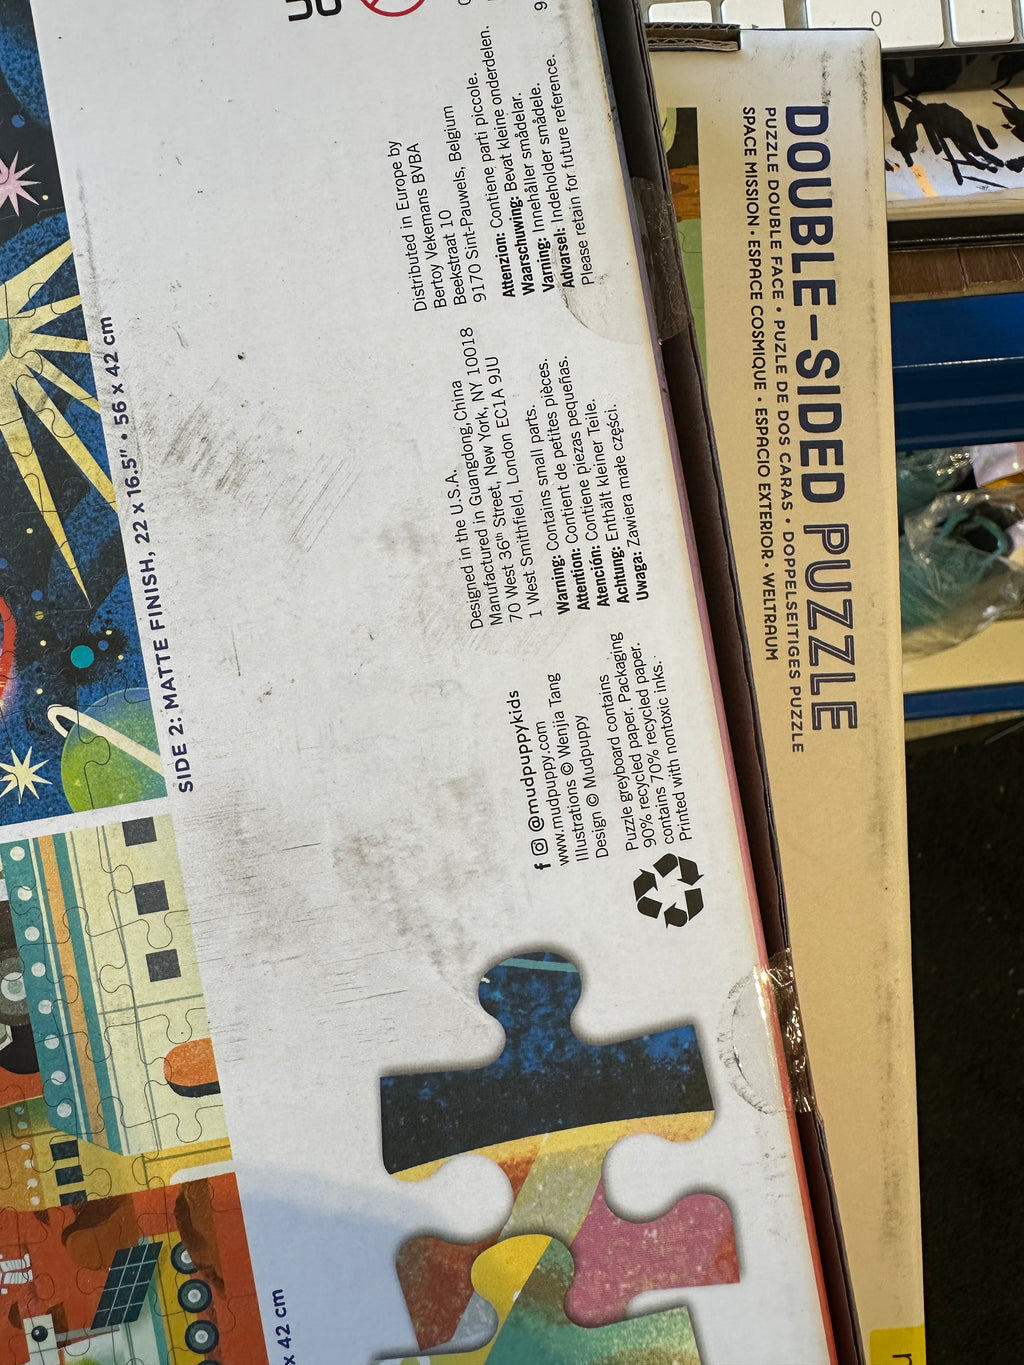 SIDE 2: MATTE FINISH, 22 x 16.5" • 56 x 42 cm
x 42 cm
f @mudpuppykids
www.mudpuppy.com
Illustrations © Wenjia Tang
Design © Mudpuppy
Puzzle greyboard contains
90% recycled paper. Packaging
contains 70% recycled paper.
Printed with nontoxic inks.
Designed in the U.S.A.
Manufactured in Guangdong, China
70 West 36th Street, New York, NY 10018
1 West Smithfield, London EC1A 9JU
Warning: Contains small parts.
Attention: Contient de petites pièces.
Atención: Contiene piezas pequeñas.
Achtung: Enthält kleiner Teile.
Uwaga: Zawiera małe części.
Distributed in Europe by
Bertoy Vekemans BVBA
Beekstraat 10
9170 Sint-Pauwels, Belgium
Attenzion: Contiene parti piccole.
Waarschuwing: Bevat kleine onderdelen.
Varning: Innehåller smådelar.
Advarsel: Indeholder smådele.
Please retain for future reference.
DOUBLE-SIDED PUZZLE
PUZZLE DOUBLE FACE • PUZLE DE DOS CARAS • DOPPELSEITIGES PUZZLE
SPACE MISSION • ESPACE COSMIQUE • ESPACIO EXTERIOR • WELTRAUM